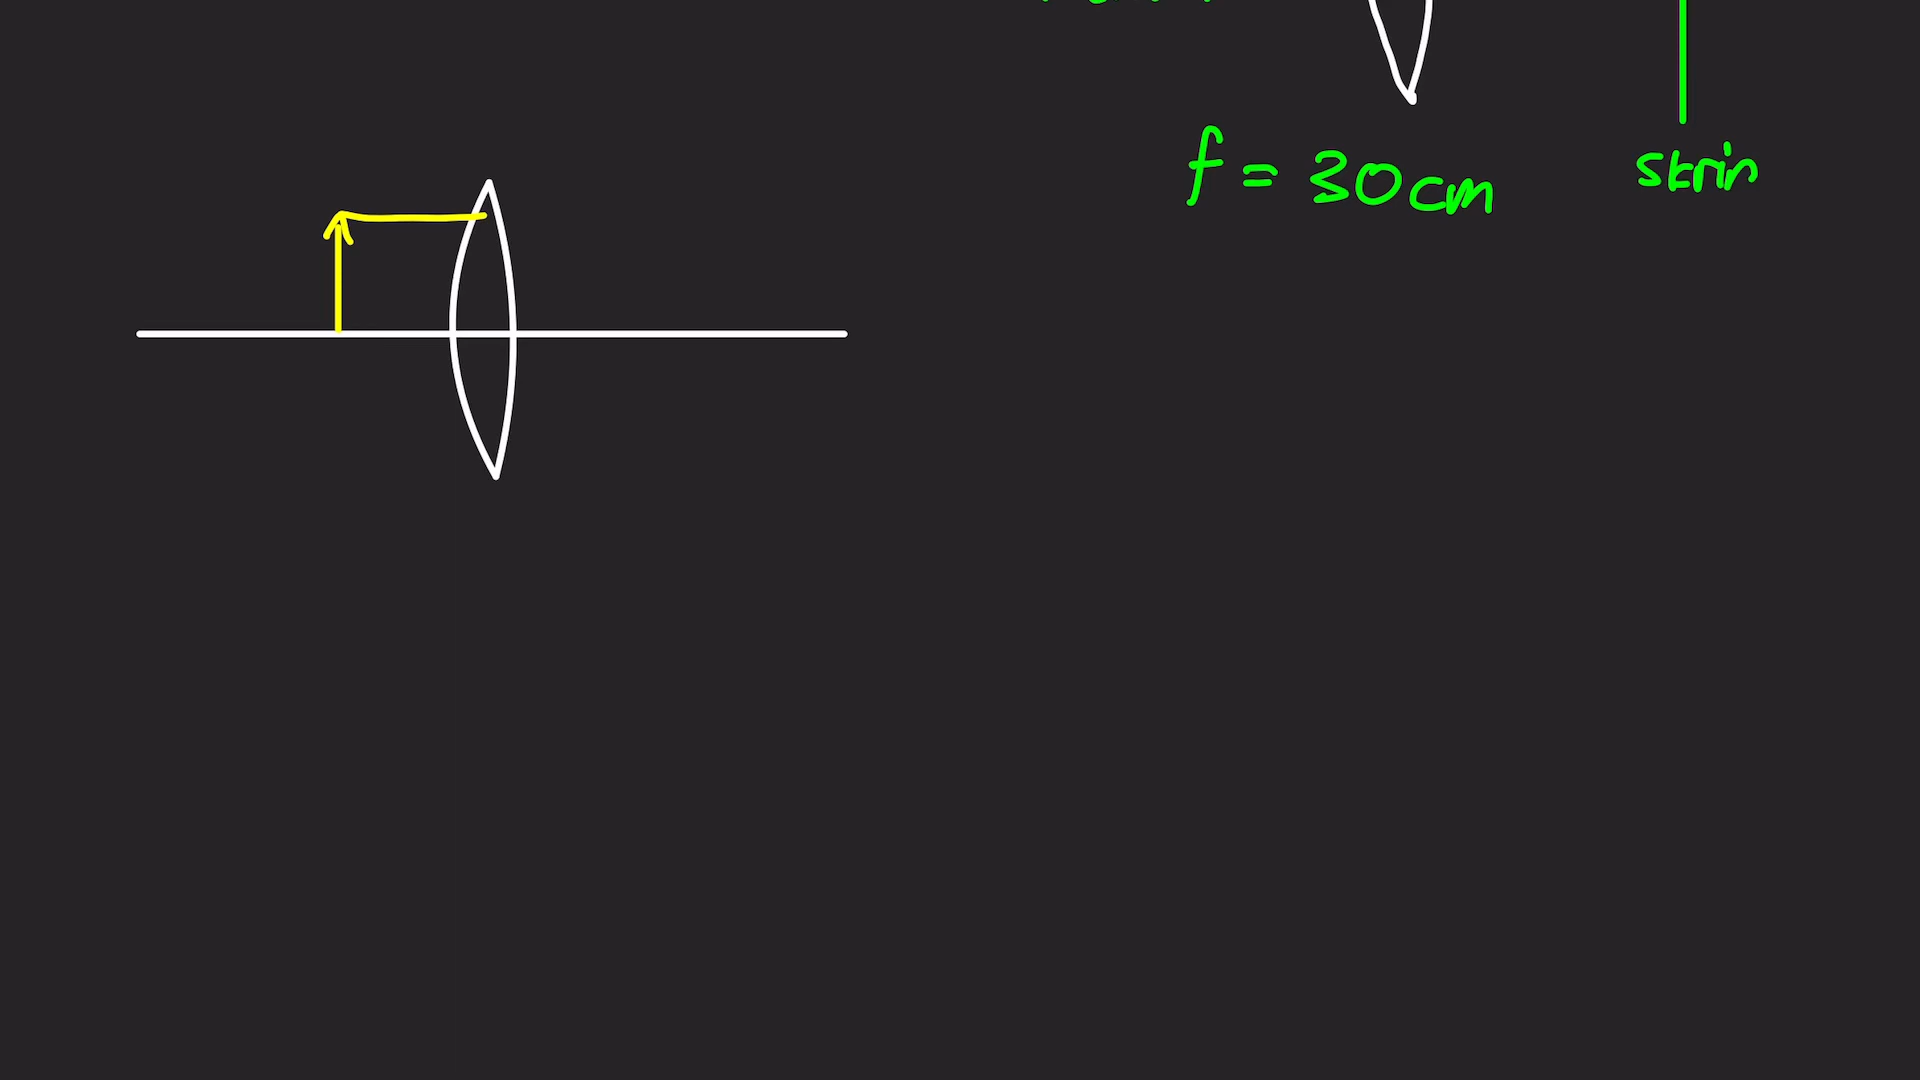 f = 30cm
skrin